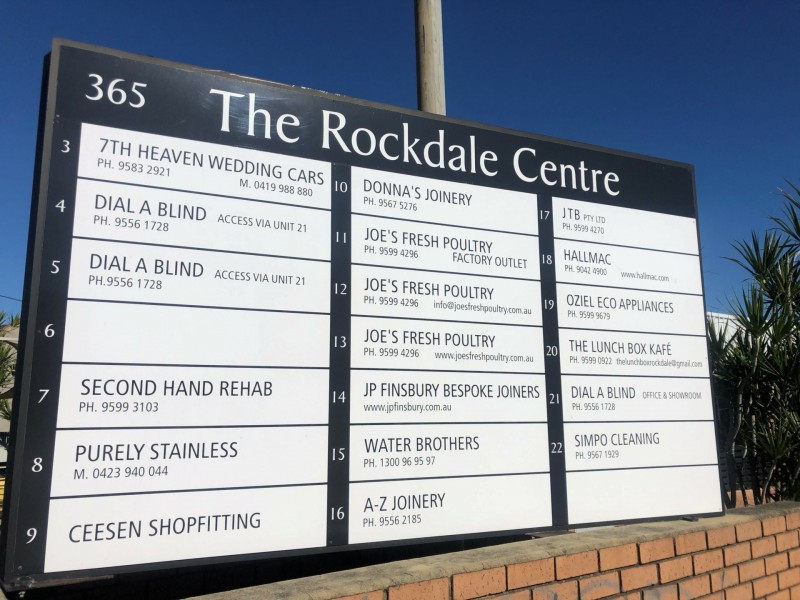 365
The Rockdale Centre
3
7TH HEAVEN WEDDING CARS
PH. 9583 2921
M. 0419 988 880
4
DIAL A BLIND ACCESS VIA UNIT 21
PH. 9556 1728
5
DIAL A BLIND ACCESS VIA UNIT 21
PH.9556 1728
6
7
SECOND HAND REHAB
PH. 9599 3103
8
PURELY STAINLESS
M. 0423 940 044
9
CEESEN SHOPFITTING
10
DONNA'S JOINERY
PH. 9567 5276
11
JOE'S FRESH POULTRY
PH. 9599 4296 FACTORY OUTLET
12
JOE'S FRESH POULTRY
PH. 9599 4296 info@joesfreshpoultry.com.au
13
JOE'S FRESH POULTRY
PH. 9599 4296 www.joesfreshpoultry.com.au
14
JP FINSBURY BESPOKE JOINERS
www.jpfinsbury.com.au
15
WATER BROTHERS
PH. 1300 96 95 97
16
A-Z JOINERY
PH. 9556 2185
17
JTB PTY LTD
PH. 9599 4270
18
HALLMAC
PH. 9042 4900 www.hallmac.com
19
OZIEL ECO APPLIANCES
PH. 9599 9679
20
THE LUNCH BOX KAFÉ
PH. 9599 0922 thelunchboxrockdale@gmail.com
21
DIAL A BLIND OFFICE & SHOWROOM
PH. 9556 1728
22
SIMPO CLEANING
PH. 9567 1929